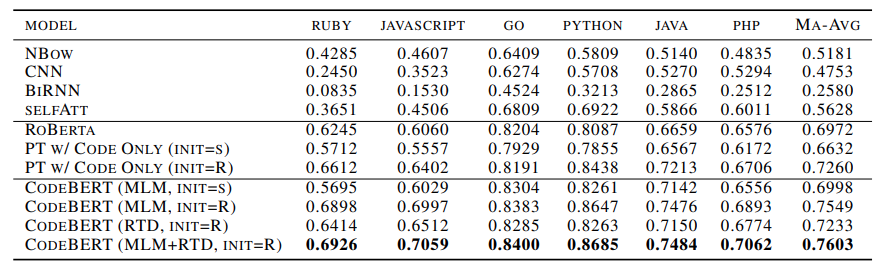 MODEL RUBY JAVASCRIPT GO PYTHON JAVA PHP MA-AVG
NBOW 0.4285 0.4607 0.6409 0.5809 0.5140 0.4835 0.5181
CNN 0.2450 0.3523 0.6274 0.5708 0.5270 0.5294 0.4753
BIRNN 0.0835 0.1530 0.4524 0.3213 0.2865 0.2512 0.2580
SELFATT 0.3651 0.4506 0.6809 0.6922 0.5866 0.6011 0.5628
ROBERTA 0.6245 0.6060 0.8204 0.8087 0.6659 0.6576 0.6972
PT W/ CODE ONLY (INIT=S) 0.5712 0.5557 0.7929 0.7855 0.6567 0.6172 0.6632
PT W/ CODE ONLY (INIT=R) 0.6612 0.6402 0.8191 0.8438 0.7213 0.6706 0.7260
CODEBERT (MLM, INIT=S) 0.5695 0.6029 0.8304 0.8261 0.7142 0.6556 0.6998
CODEBERT (MLM, INIT=R) 0.6898 0.6997 0.8383 0.8647 0.7476 0.6893 0.7549
CODEBERT (RTD, INIT=R) 0.6414 0.6512 0.8285 0.8263 0.7150 0.6774 0.7233
CODEBERT (MLM+RTD, INIT=R) 0.6926 0.7059 0.8400 0.8685 0.7484 0.7062 0.7603